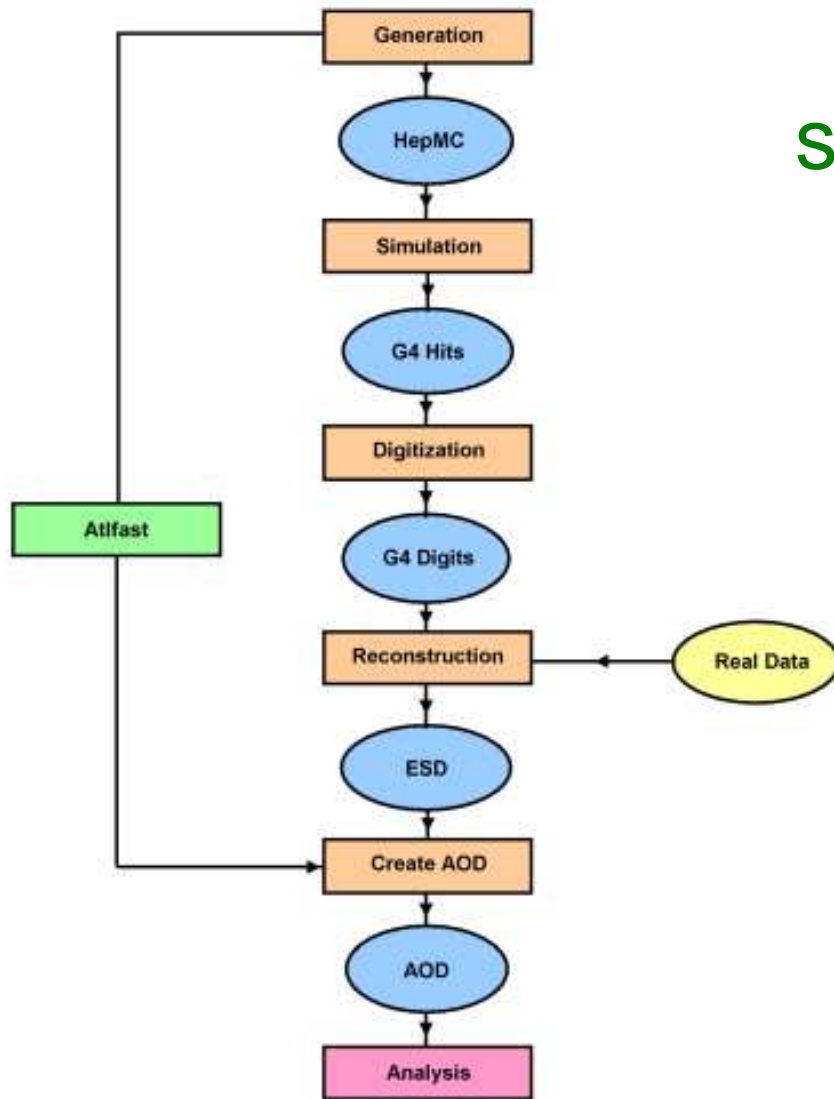 Generation
HepMC
s
Simulation
G4 Hits
Digitization
Atlfast
G4 Digits
Reconstruction
Real Data
ESD
Create AOD
AOD
Analysis